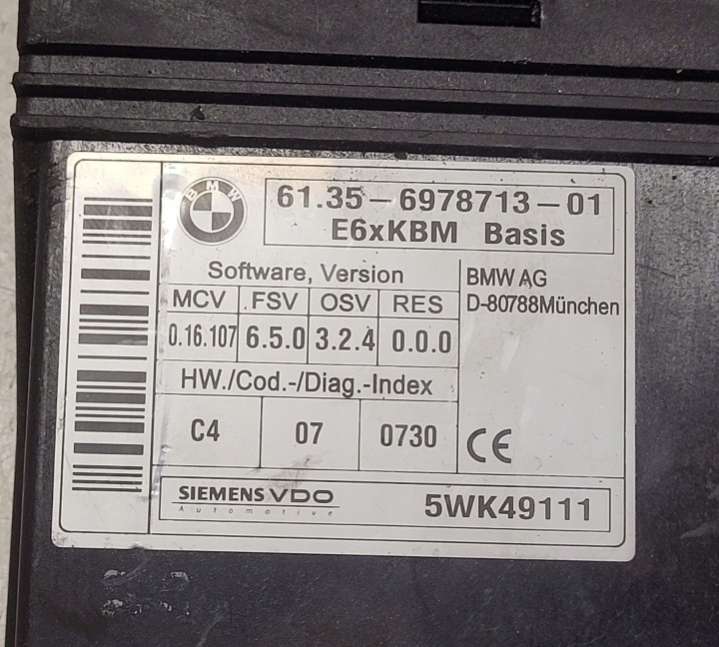 BMW
61.35-6978713-01
E6xKBM Basis
Software, Version
MCV FSV OSV RES
0.16.107 6.5.0 3.2.4 0.0.0
BMW AG
D-80788München
HW./Cod.-/Diag.-Index
C4 07 0730
CE
SIEMENS VDO
Automotive
5WK49111